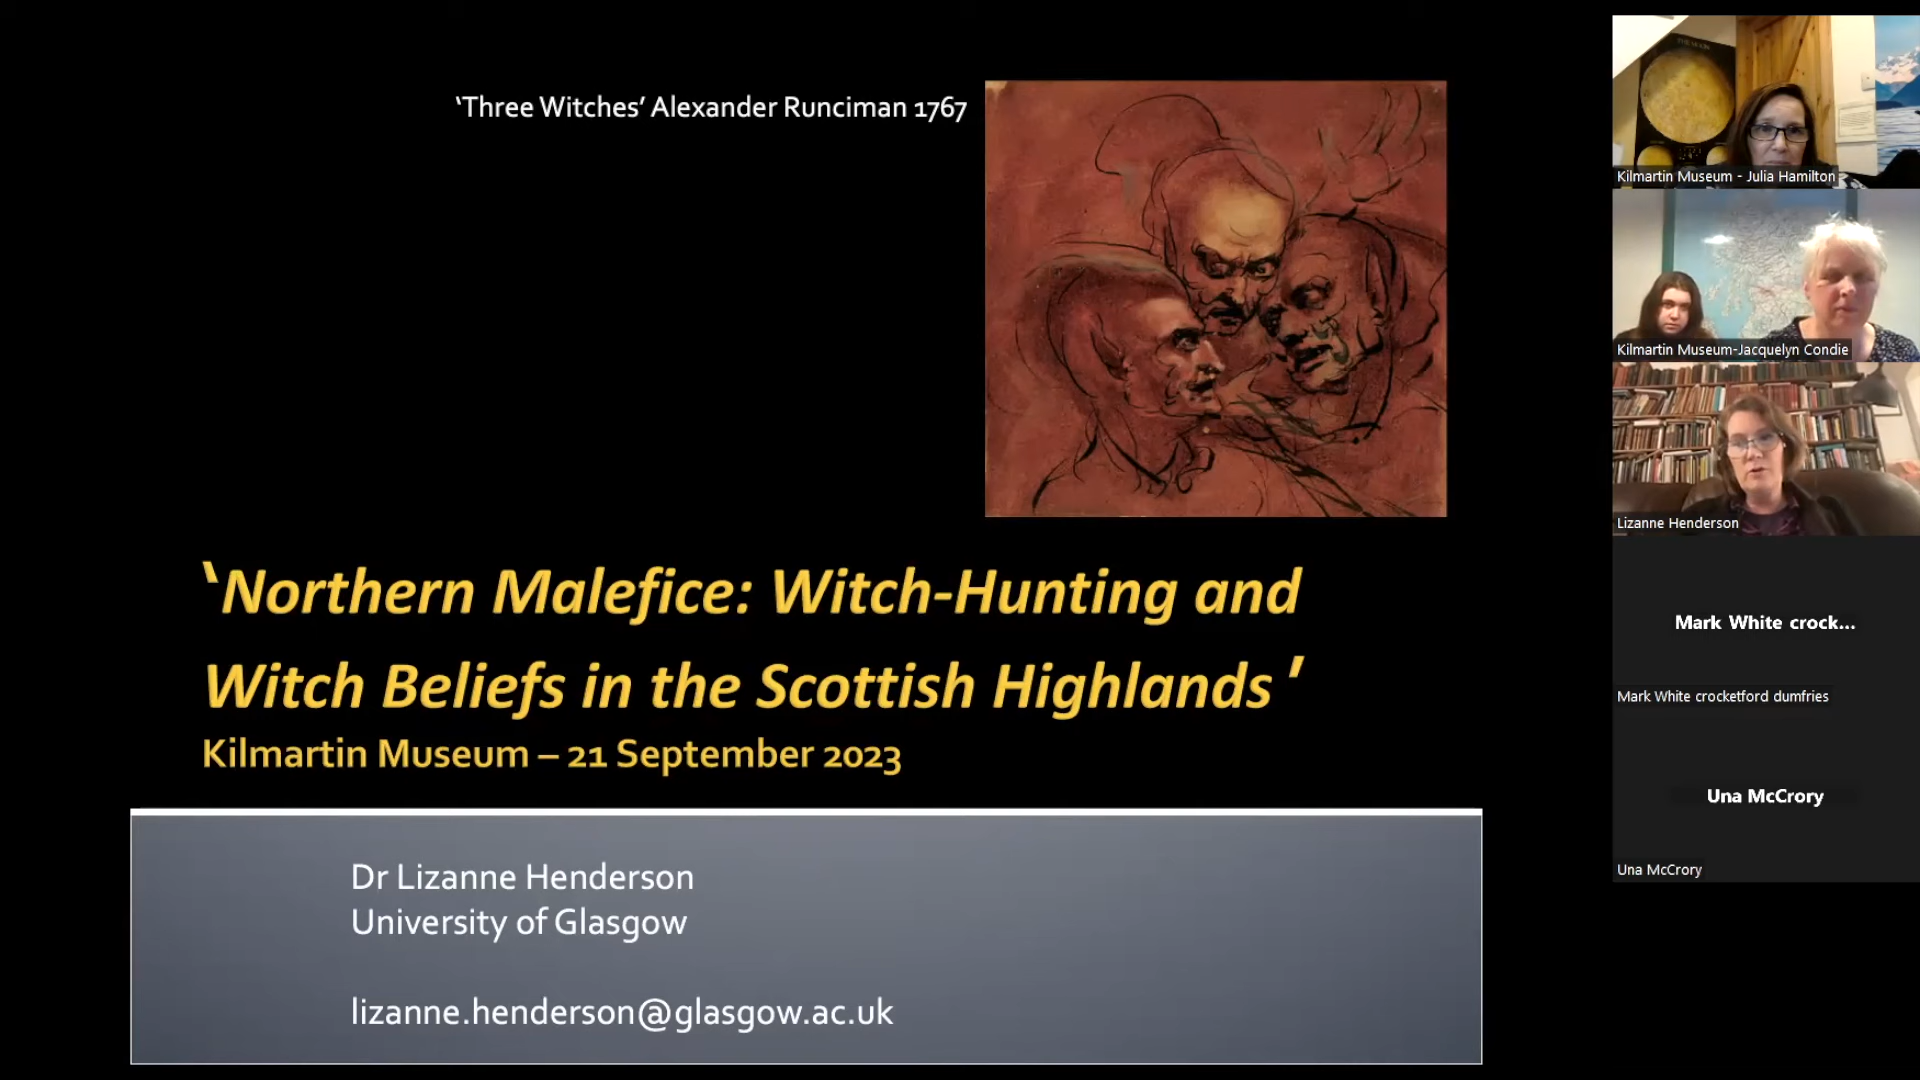 ‘Three Witches’ Alexander Runciman 1767
‘Northern Malefice: Witch-Hunting and
Witch Beliefs in the Scottish Highlands ’
Kilmartin Museum – 21 September 2023
Dr Lizanne Henderson
University of Glasgow
lizanne.henderson@glasgow.ac.uk
THE MOON
Kilmartin Museum - Julia Hamilton
Kilmartin Museum-Jacquelyn Condie
Lizanne Henderson
Mark White crock...
Mark White crocketford dumfries
Una McCrory
Una McCrory